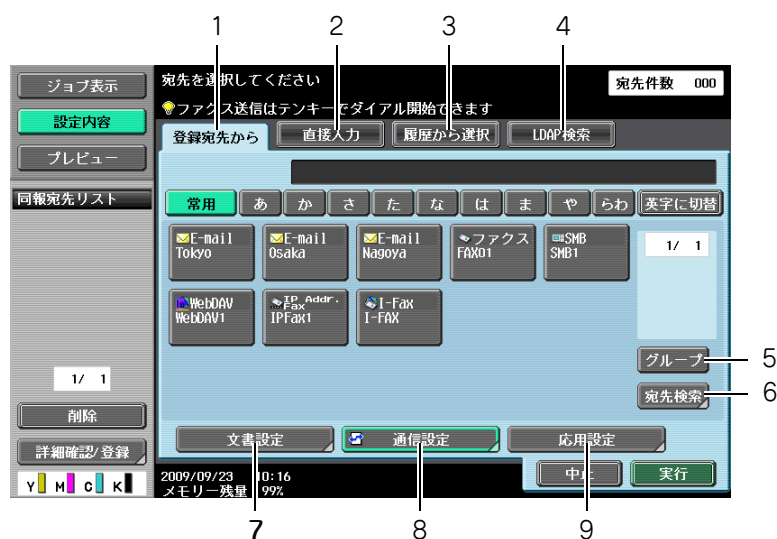 1 2 3 4
ジョブ表示
設定内容
プレビュー
宛先を選択してください
宛先件数 000
ファクス送信はテンキーでダイアル開始できます
登録宛先から 直接入力 履歴から選択 LDAP検索
同報宛先リスト
常用 あ か さ た な は ま や らわ 英字に切替
E-mail
Tokyo
E-mail
Osaka
E-mail
Nagoya
ファクス
FAX01
SMB
SMB1
1/ 1
WebDAV
WebDAV1
IP Addr.
Fax
IPFax1
I-Fax
I-FAX
グループ 5
宛先検索 6
1/ 1
削除
詳細確認/登録
文書設定 通信設定 応用設定
Y M C K
2009/09/23 10:16
メモリー残量 99%
中止 実行
7 8 9